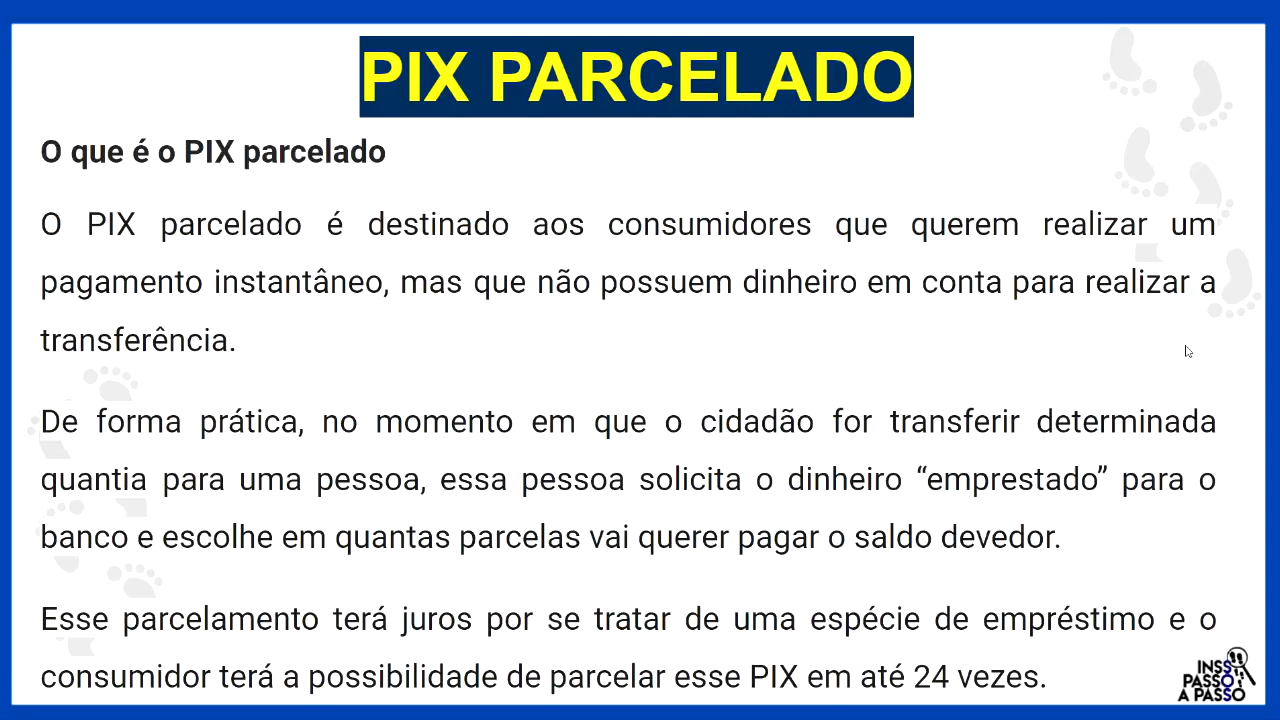 PIX PARCELADO
O que é o PIX parcelado
O PIX parcelado é destinado aos consumidores que querem realizar um
pagamento instantâneo, mas que não possuem dinheiro em conta para realizar a
transferência.
De forma prática, no momento em que o cidadão for transferir determinada
quantia para uma pessoa, essa pessoa solicita o dinheiro “emprestado” para o
banco e escolhe em quantas parcelas vai querer pagar o saldo devedor.
Esse parcelamento terá juros por se tratar de uma espécie de empréstimo e o
consumidor terá a possibilidade de parcelar esse PIX em até 24 vezes.
INSS
PASSO
A PASSO